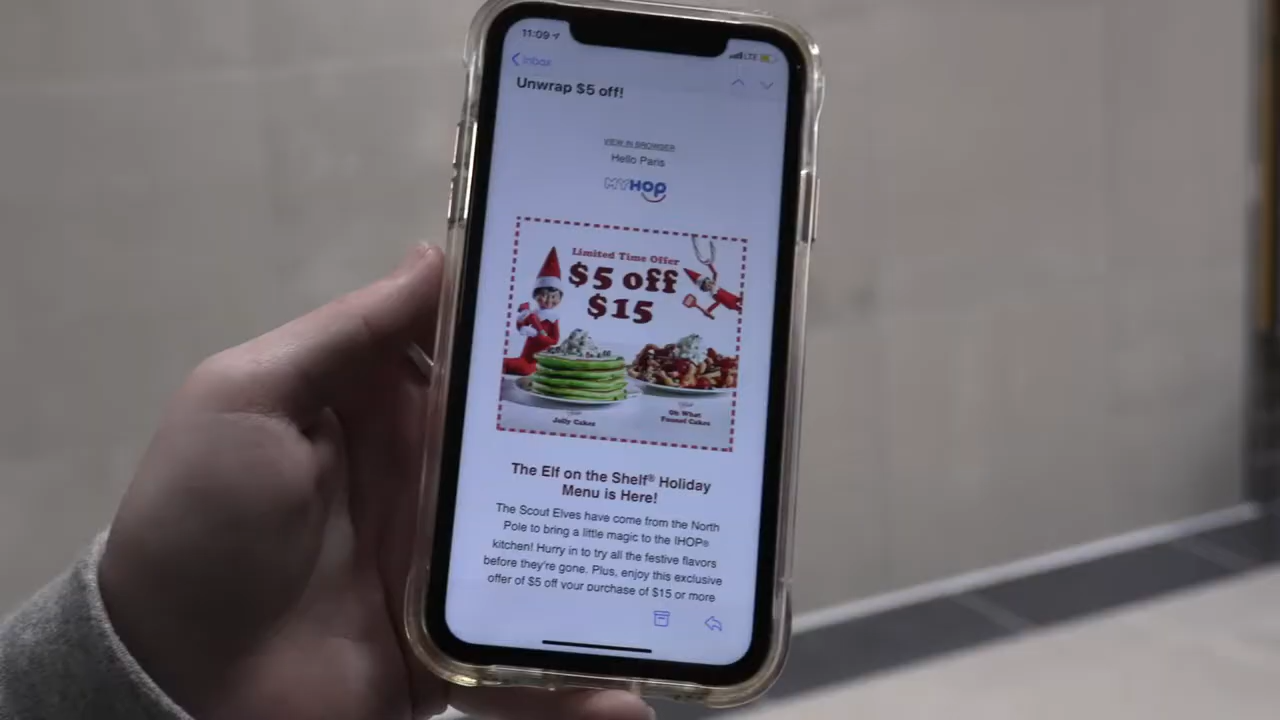 11:09
LTE
Inbox
Unwrap $5 off!
VIEW IN BROWSER
Hello Paris
MYHOP
Limited Time Offer
$5 off
$15
Jolly Cakes
Oh What
Funnel Cakes
The Elf on the Shelf® Holiday
Menu is Here!
The Scout Elves have come from the North
Pole to bring a little magic to the IHOP®
kitchen! Hurry in to try all the festive flavors
before they're gone. Plus, enjoy this exclusive
offer of $5 off your purchase of $15 or more